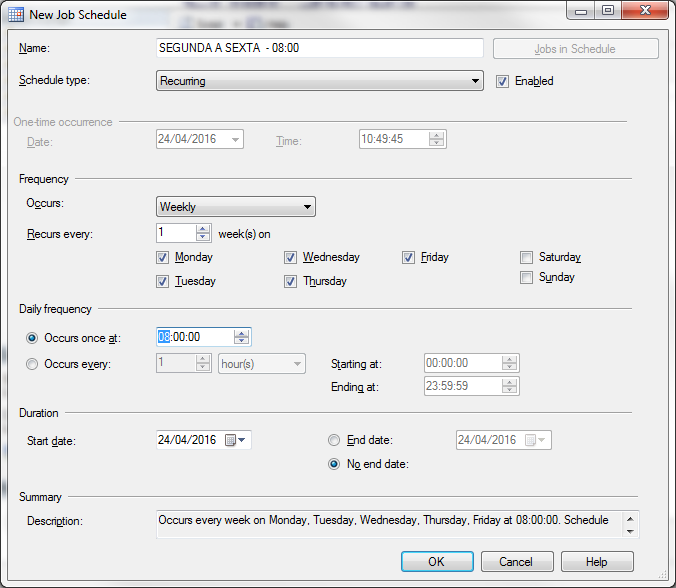 New Job Schedule
Name: SEGUNDA A SEXTA - 08:00 Jobs in Schedule
Schedule type: Recurring Enabled
One-time occurrence
Date: 24/04/2016 Time: 10:49:45
Frequency
Occurs: Weekly
Recurs every: 1 week(s) on
Monday Wednesday Friday Saturday
Tuesday Thursday Sunday
Daily frequency
Occurs once at: 08:00:00
Occurs every: 1 hour(s) Starting at: 00:00:00
Ending at: 23:59:59
Duration
Start date: 24/04/2016 End date: 24/04/2016
No end date:
Summary
Description: Occurs every week on Monday, Tuesday, Wednesday, Thursday, Friday at 08:00:00. Schedule
OK Cancel Help